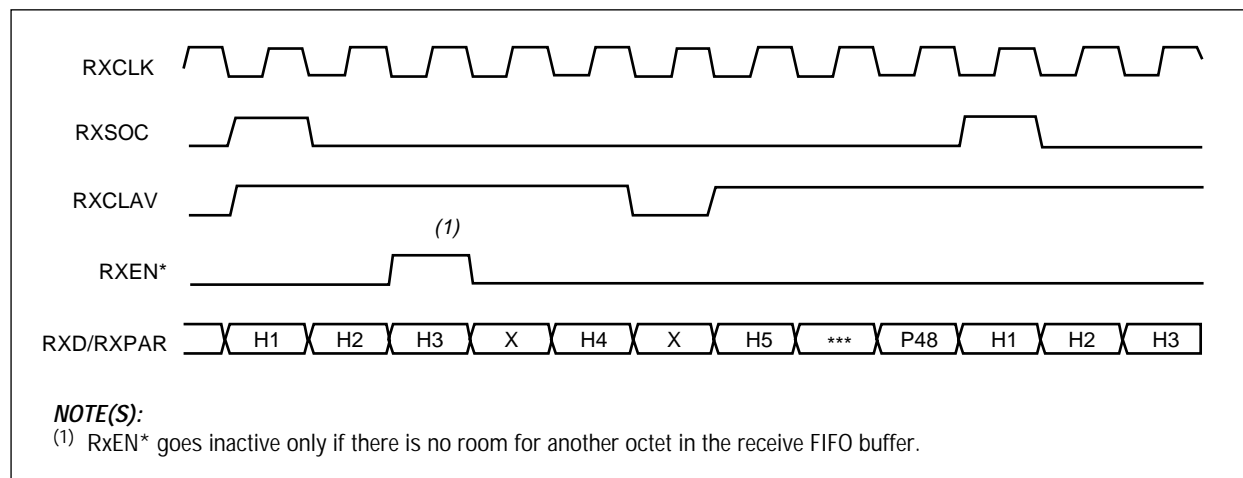 RXCLK
RXSOC
RXCLAV
(1)
RXEN*
RXD/RXPAR H1 H2 H3 X H4 X H5 *** P48 H1 H2 H3
NOTE(S):
(1) RxEN* goes inactive only if there is no room for another octet in the receive FIFO buffer.